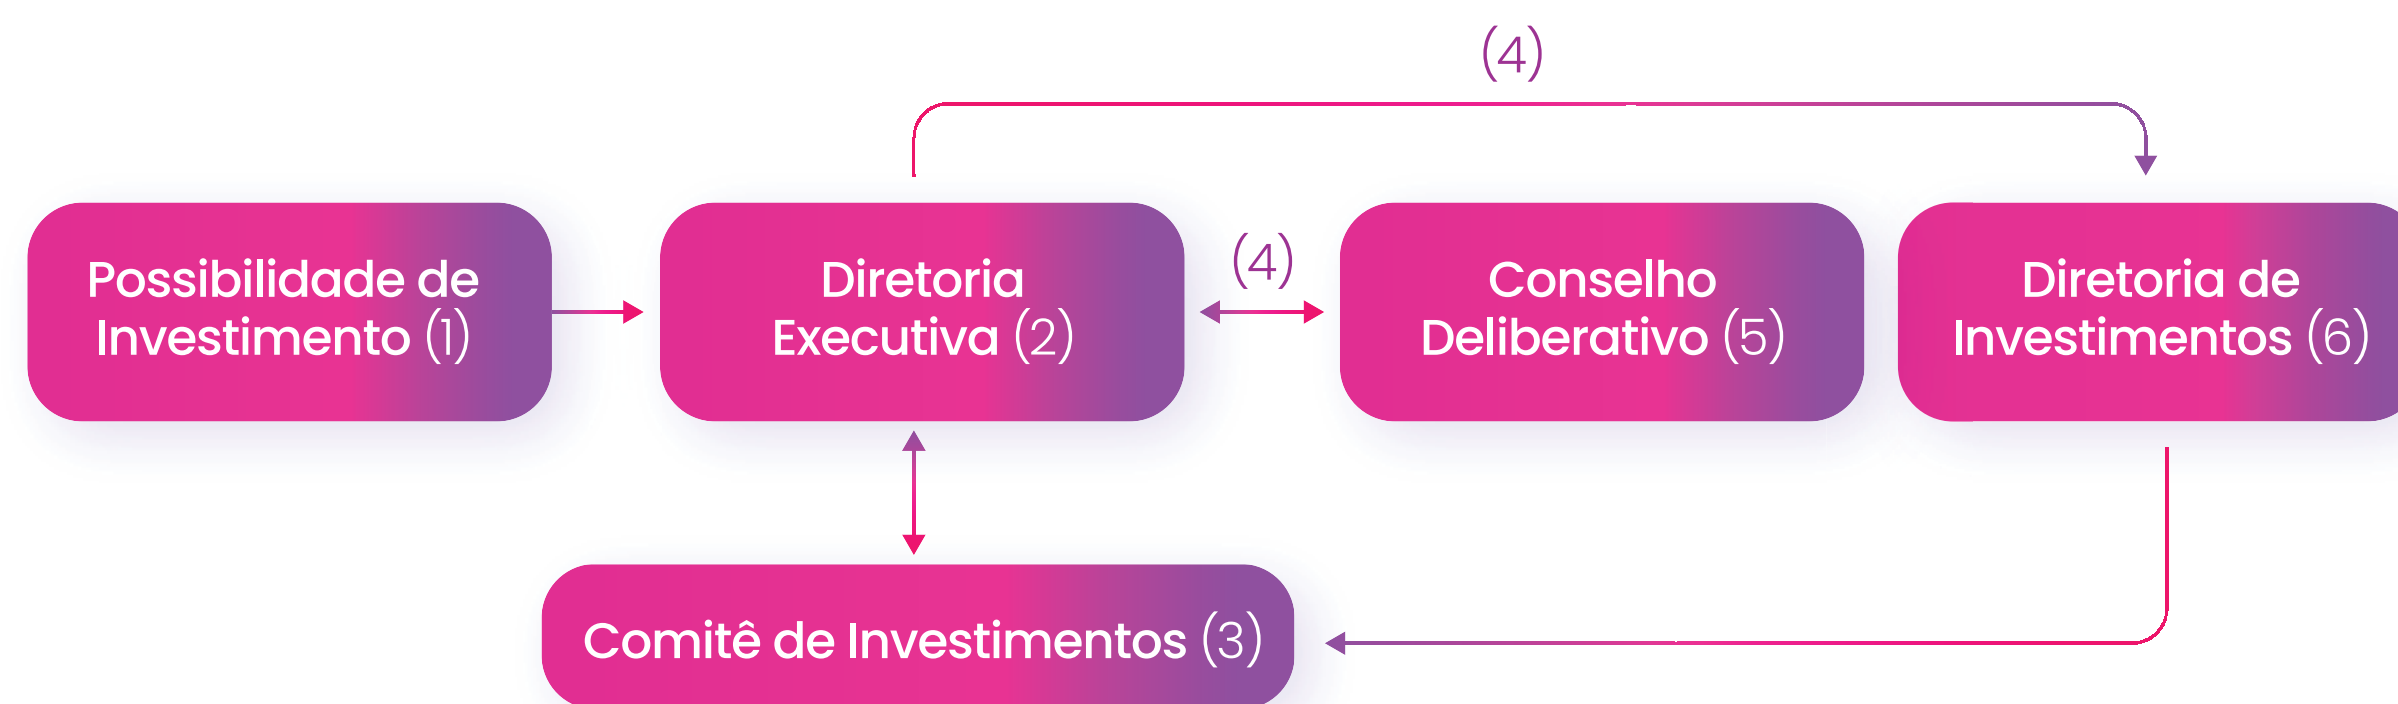 (4)
Possibilidade de
Investimento (1)
Diretoria
Executiva (2)
(4)
Conselho
Deliberativo (5)
Diretoria de
Investimentos (6)
Comitê de Investimentos (3)